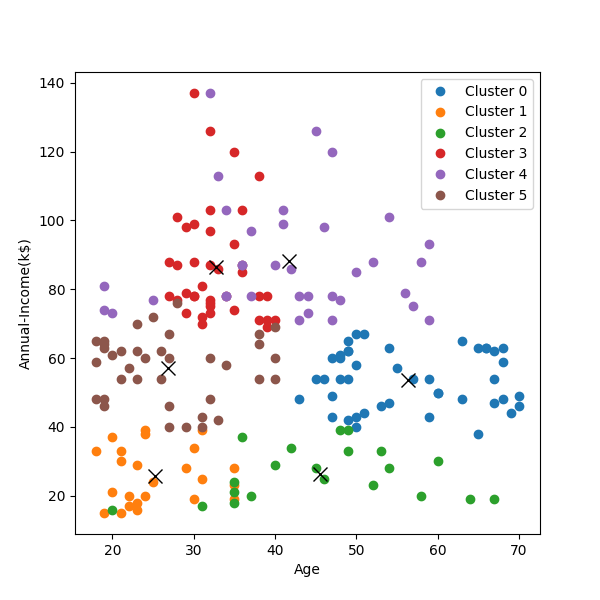 140
120
100
80
60
40
20
Annual-Income(k$)
Cluster 0
Cluster 1
Cluster 2
Cluster 3
Cluster 4
Cluster 5
20 30 40 50 60 70
Age